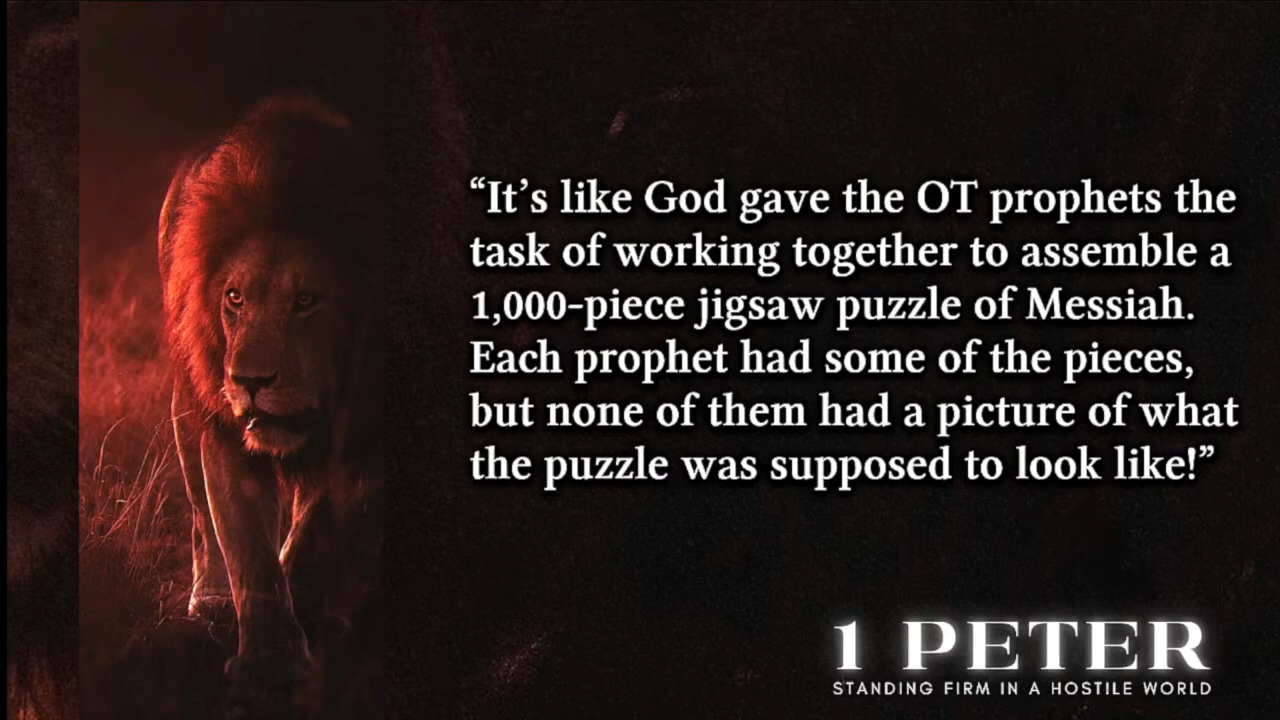 “It’s like God gave the OT prophets the
task of working together to assemble a
1,000-piece jigsaw puzzle of Messiah.
Each prophet had some of the pieces,
but none of them had a picture of what
the puzzle was supposed to look like!”
1 PETER
STANDING FIRM IN A HOSTILE WORLD